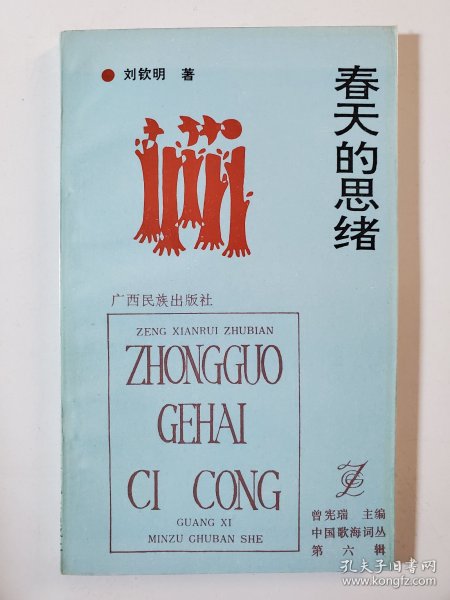 刘钦明 著
春天的思绪
广西民族出版社
ZENG XIANRUI ZHUBIAN
ZHONGGUO
GEHAI
CI CONG
GUANG XI
MINZU CHUBAN SHE
曾宪瑞 主编
中国歌海词丛
第六辑
孔夫子旧书网
kongfz.com